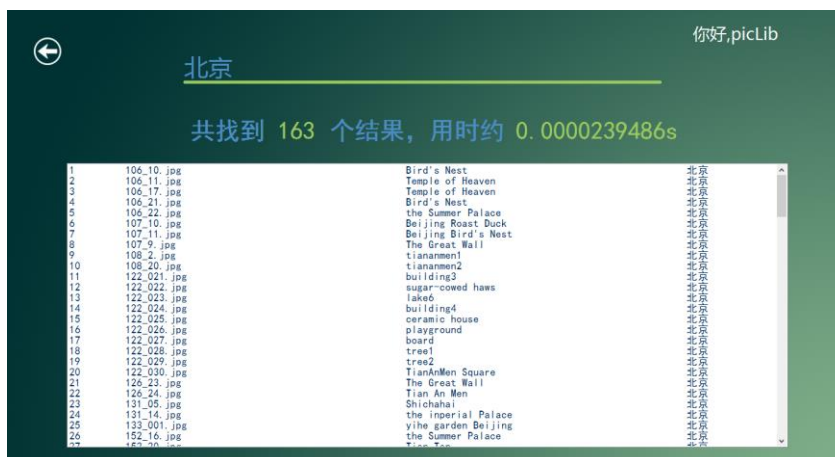 你好,picLib
北京
共找到 163 个结果，用时约 0.0000239486s
1 106_10.jpg Bird's Nest 北京
2 106_11.jpg Temple of Heaven 北京
3 106_17.jpg Temple of Heaven 北京
4 106_21.jpg Bird's Nest 北京
5 106_22.jpg the Summer Palace 北京
6 107_10.jpg Beijing Roast Duck 北京
7 107_11.jpg Beijing Bird's Nest 北京
8 107_9.jpg The Great Wall 北京
9 108_2.jpg tiananmen1 北京
10 108_20.jpg tiananmen2 北京
11 122_021.jpg building3 北京
12 122_022.jpg sugar-cowed haws 北京
13 122_023.jpg lake6 北京
14 122_024.jpg building4 北京
15 122_025.jpg ceramic house 北京
16 122_026.jpg playground 北京
17 122_027.jpg board 北京
18 122_028.jpg tree1 北京
19 122_029.jpg tree2 北京
20 122_030.jpg TianAnMen Square 北京
21 126_23.jpg The Great Wall 北京
22 126_24.jpg Tian An Men 北京
23 131_05.jpg Shichahai 北京
24 131_14.jpg the inperial Palace 北京
25 133_001.jpg yihe garden Beijing 北京
26 152_16.jpg the Summer Palace 北京